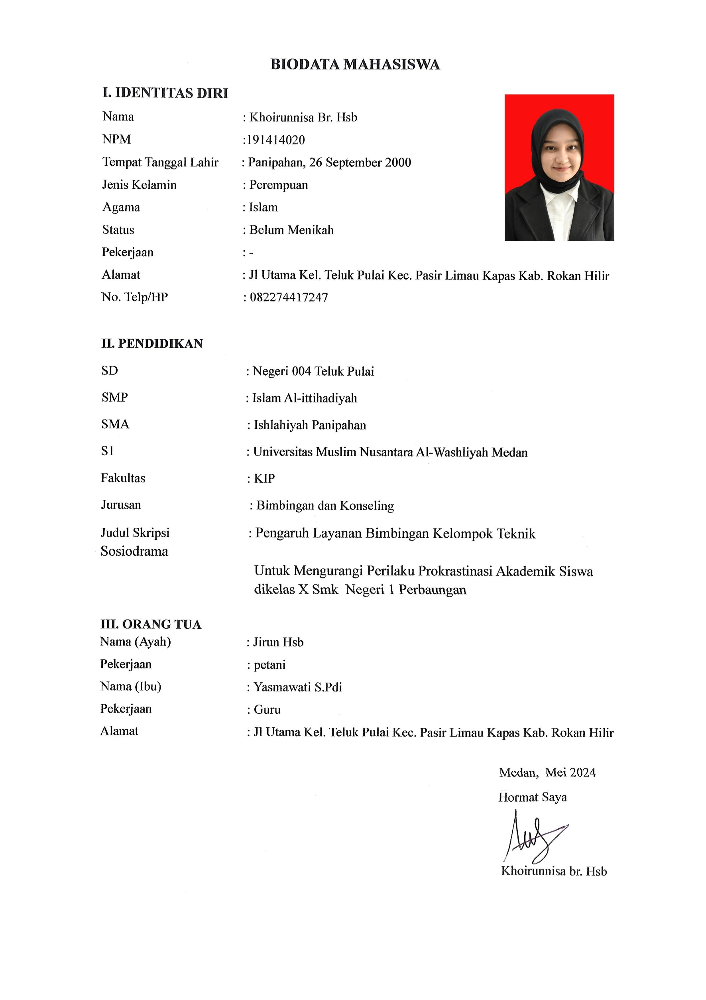 BIODATA MAHASISWA
I. IDENTITAS DIRI
Nama : Khoirunnisa Br. Hsb
NPM :191414020
Tempat Tanggal Lahir : Panipahan, 26 September 2000
Jenis Kelamin : Perempuan
Agama : Islam
Status : Belum Menikah
Pekerjaan : -
Alamat : Jl Utama Kel. Teluk Pulai Kec. Pasir Limau Kapas Kab. Rokan Hilir
No. Telp/HP : 082274417247
II. PENDIDIKAN
SD : Negeri 004 Teluk Pulai
SMP : Islam Al-ittihadiyah
SMA : Ishlahiyah Panipahan
S1 : Universitas Muslim Nusantara Al-Washliyah Medan
Fakultas : KIP
Jurusan : Bimbingan dan Konseling
Judul Skripsi : Pengaruh Layanan Bimbingan Kelompok Teknik
Sosiodrama
Untuk Mengurangi Perilaku Prokrastinasi Akademik Siswa
dikelas X Smk Negeri 1 Perbaungan
III. ORANG TUA
Nama (Ayah) : Jirun Hsb
Pekerjaan : petani
Nama (Ibu) : Yasmawati S.Pdi
Pekerjaan : Guru
Alamat : Jl Utama Kel. Teluk Pulai Kec. Pasir Limau Kapas Kab. Rokan Hilir
Medan, Mei 2024
Hormat Saya
Khoirunnisa br. Hsb